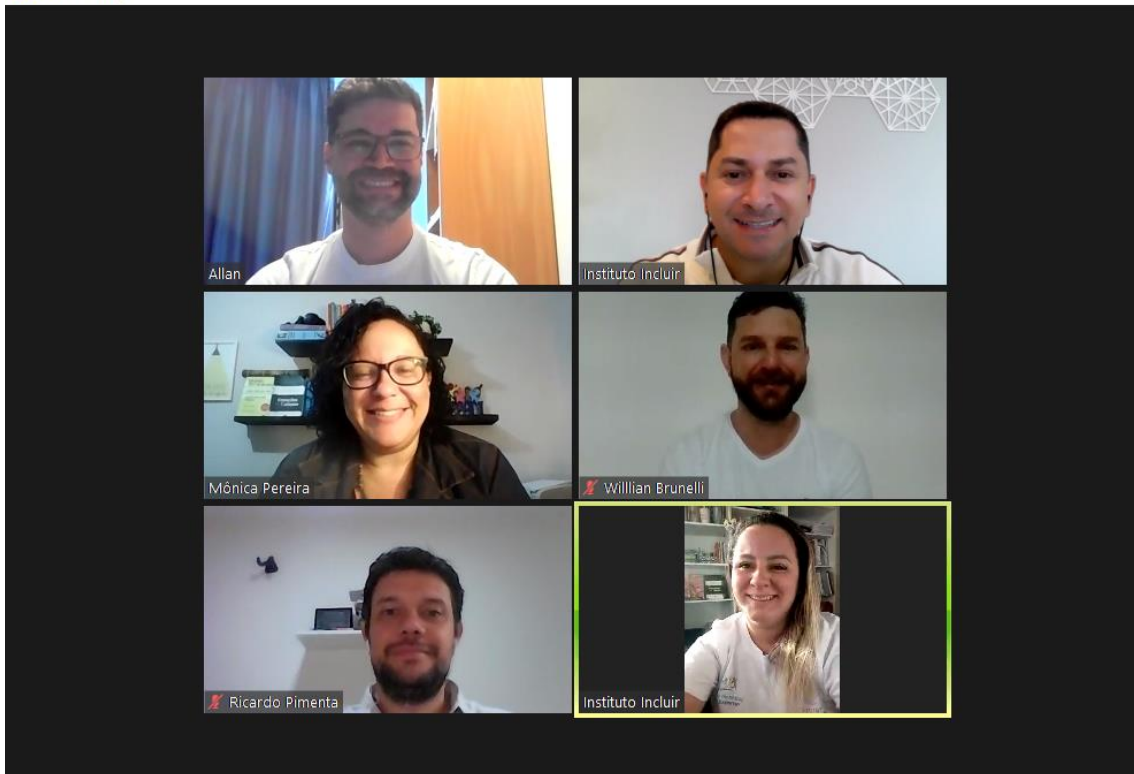 Allan
Instituto Incluir
Mônica Pereira
Willlian Brunelli
Ricardo Pimenta
Instituto Incluir